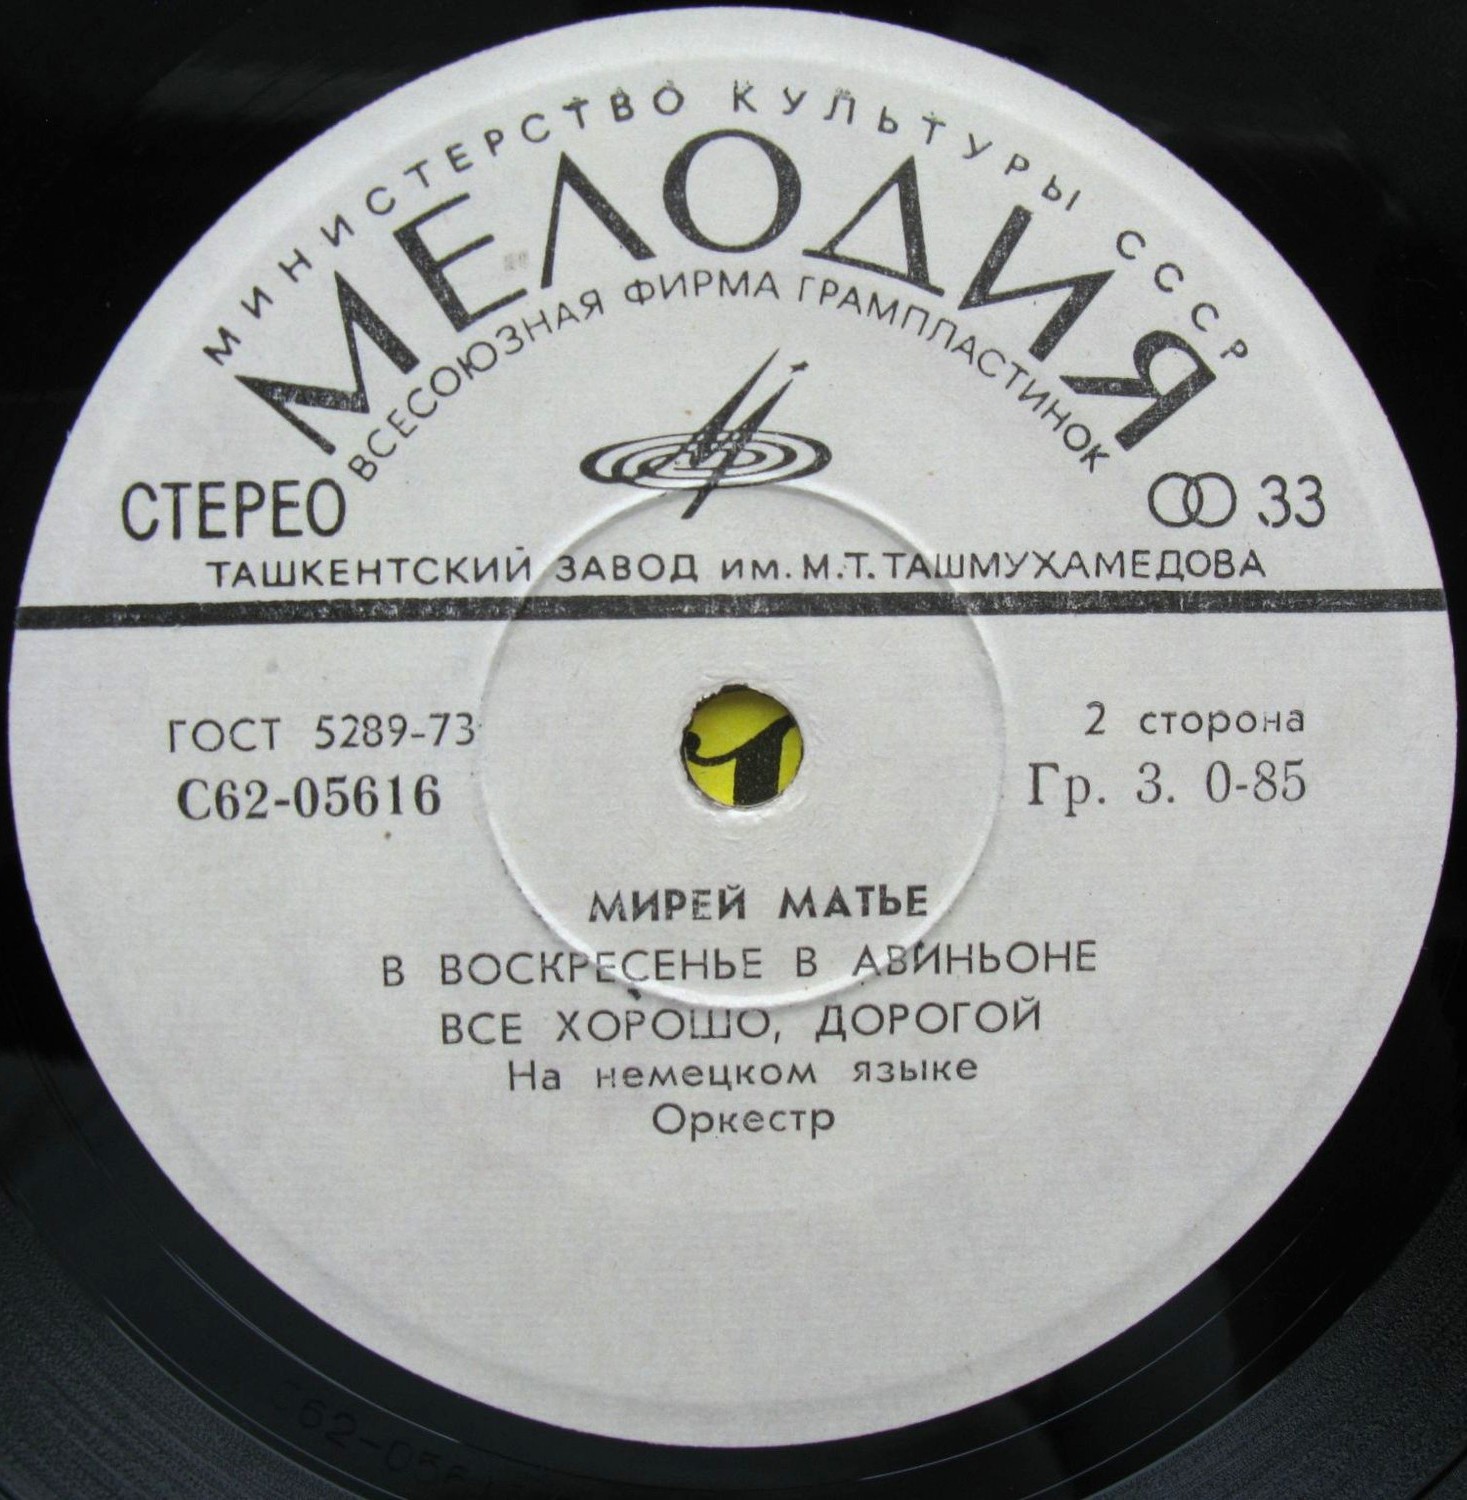 МИНИСТЕРСТВО КУЛЬТУРЫ СССР
МЕЛОДИЯ
ВСЕСОЮЗНАЯ ФИРМА ГРАМПЛАСТИНОК
СТЕРЕО
33
ТАШКЕНТСКИЙ ЗАВОД ИМ. М.Т. ТАШМУХАМЕДОВА
ГОСТ 5289-73
2 сторона
С62-05616
Гр. 3. 0-85
МИРЕЙ МАТЬЕ
В ВОСКРЕСЕНЬЕ В АВИНЬОНЕ
ВСЕ ХОРОШО, ДОРОГОЙ
На немецком языке
Оркестр